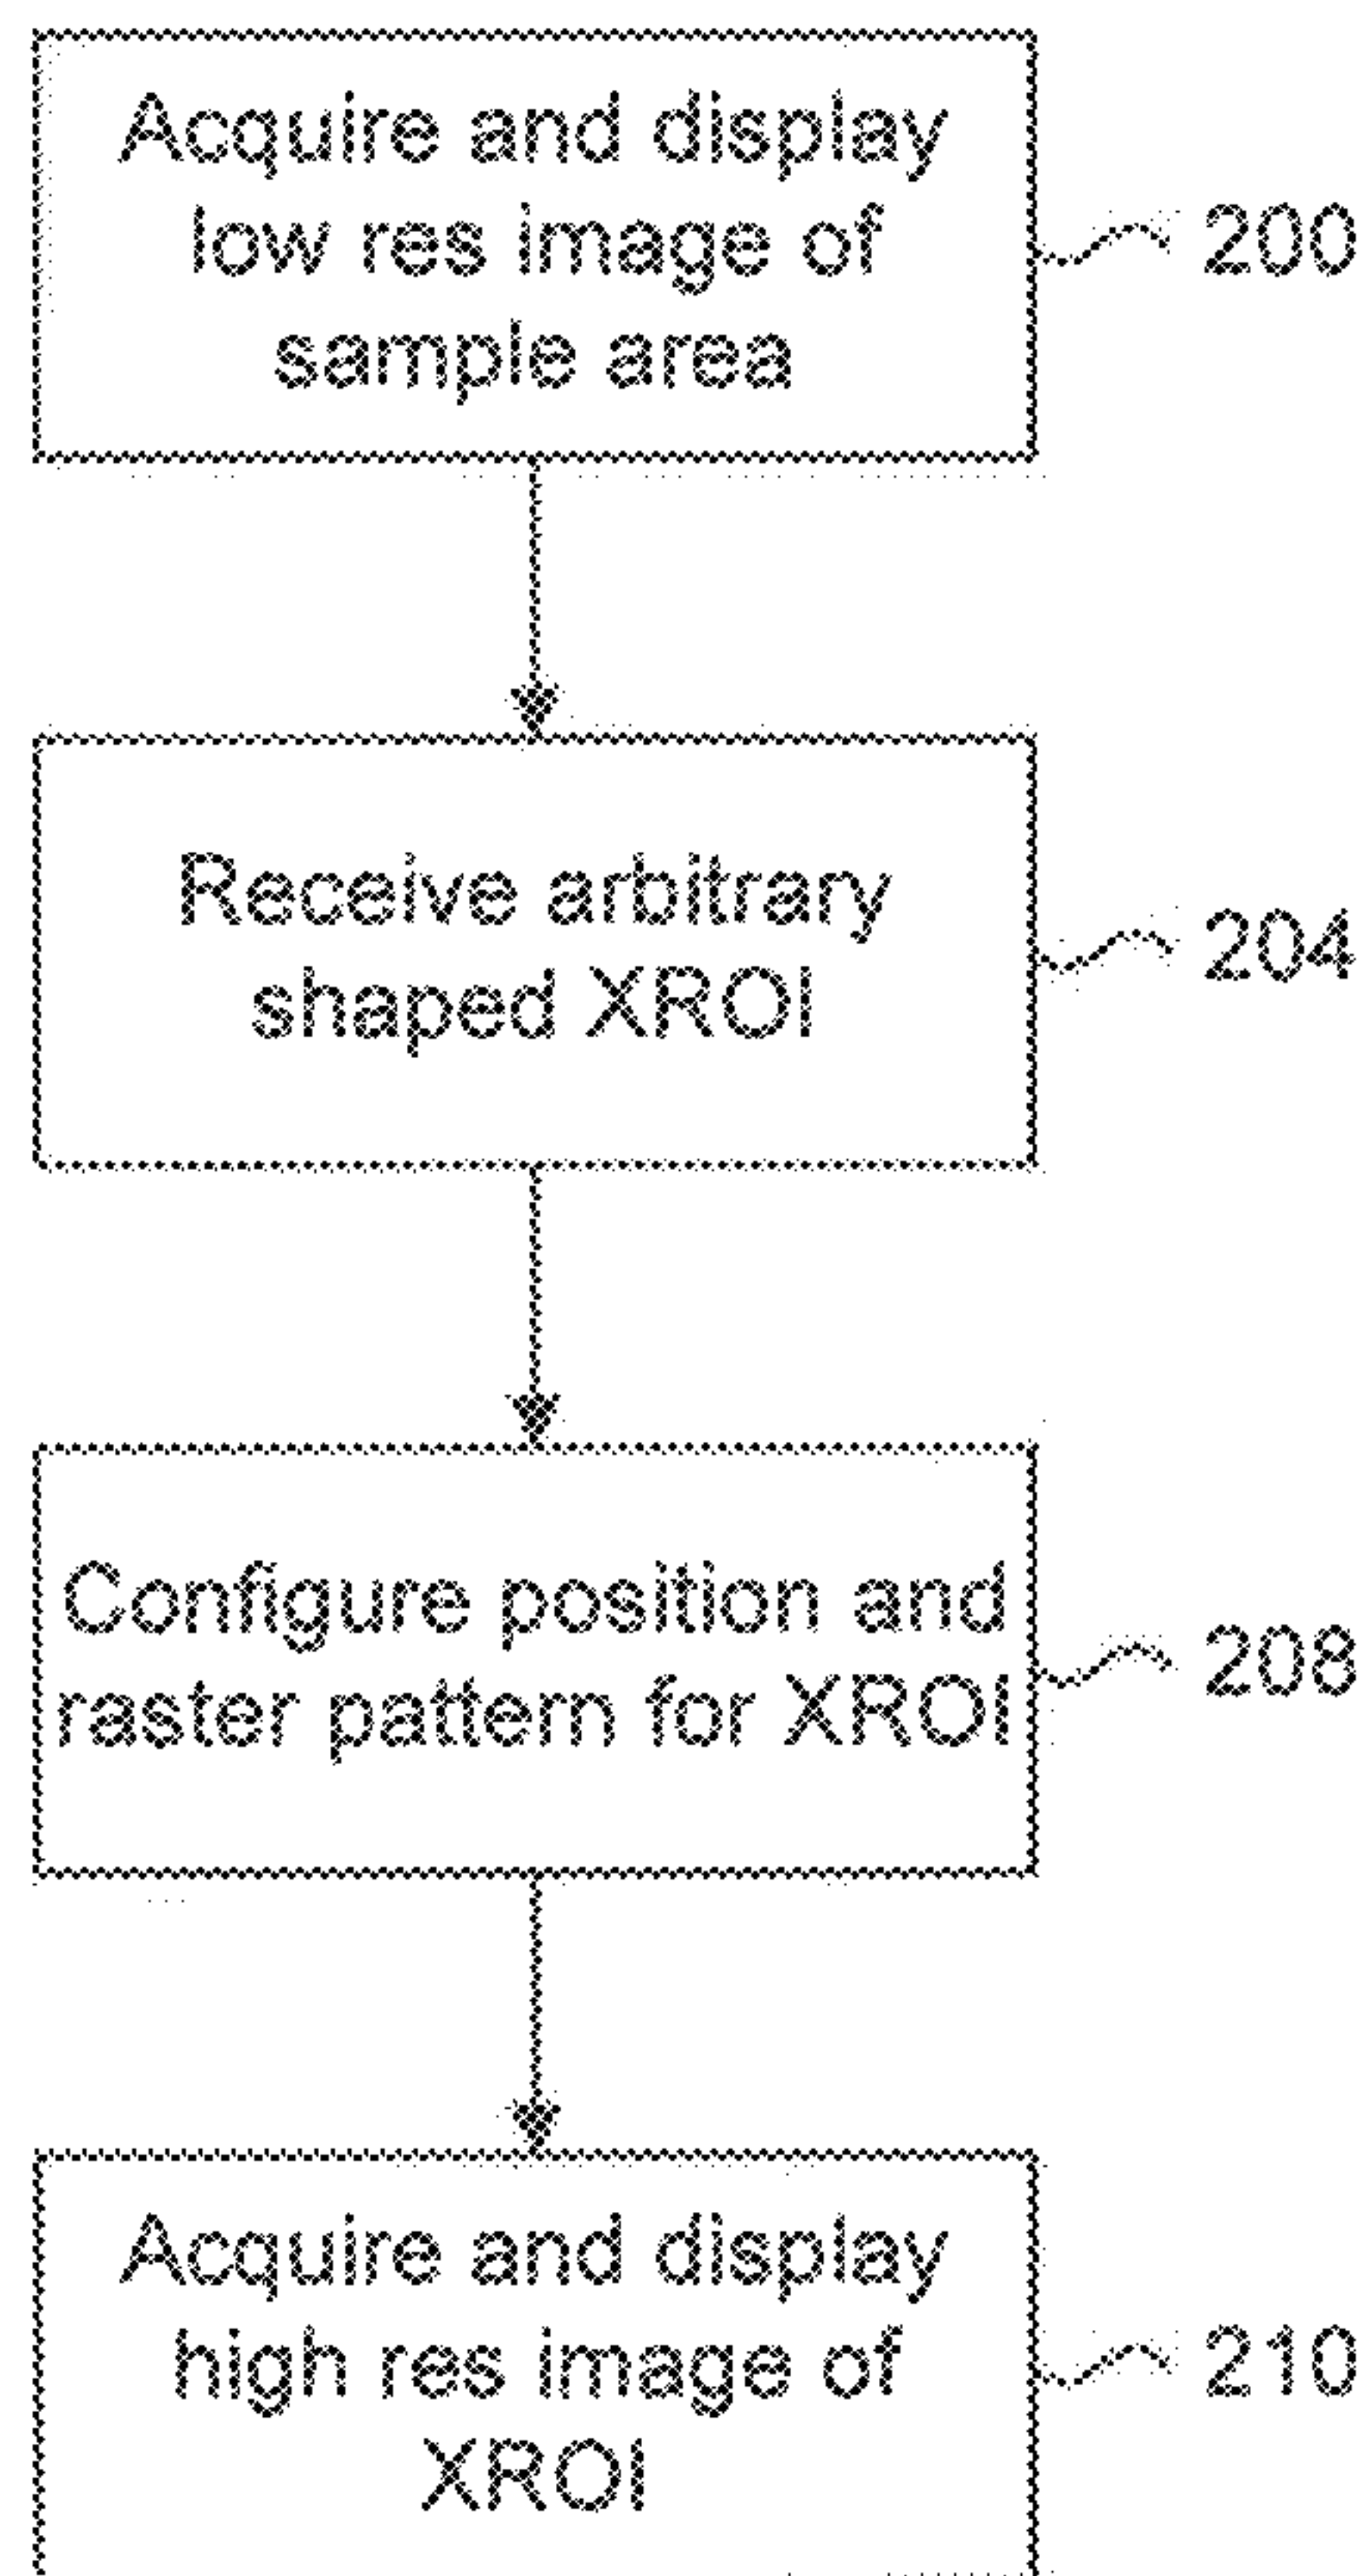 Acquire and display
low res image of
sample area
200
Receive arbitrary
shaped XROI
204
Configure position and
raster pattern for XROI
208
Acquire and display
high res image of
XROI
210